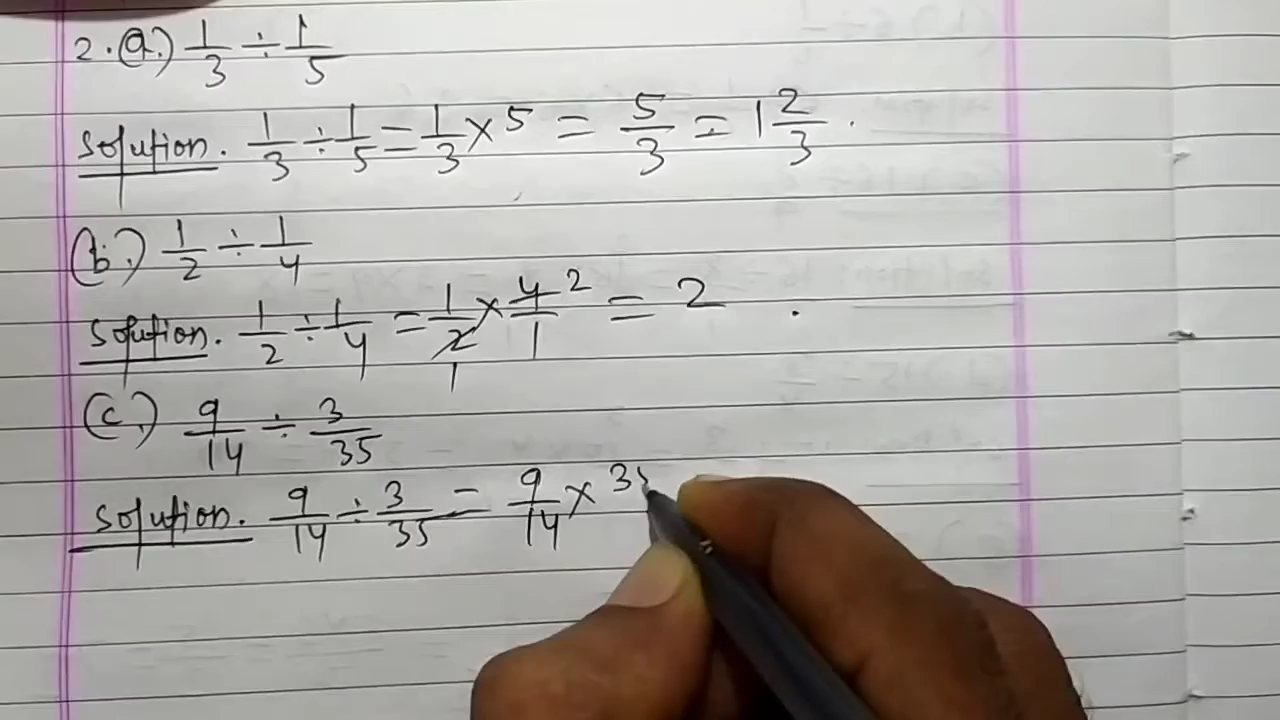 2.(a.) 1/3 ÷ 1/5
Solution. 1/3 ÷ 1/5 = 1/3 × 5 = 5/3 = 1 2/3.
(b.) 1/2 ÷ 1/4
Solution. 1/2 ÷ 1/4 = 1/2 1 × 4/1 2 = 2.
(c.) 9/14 ÷ 3/35
Solution. 9/14 ÷ 3/35 = 9/14 × 35